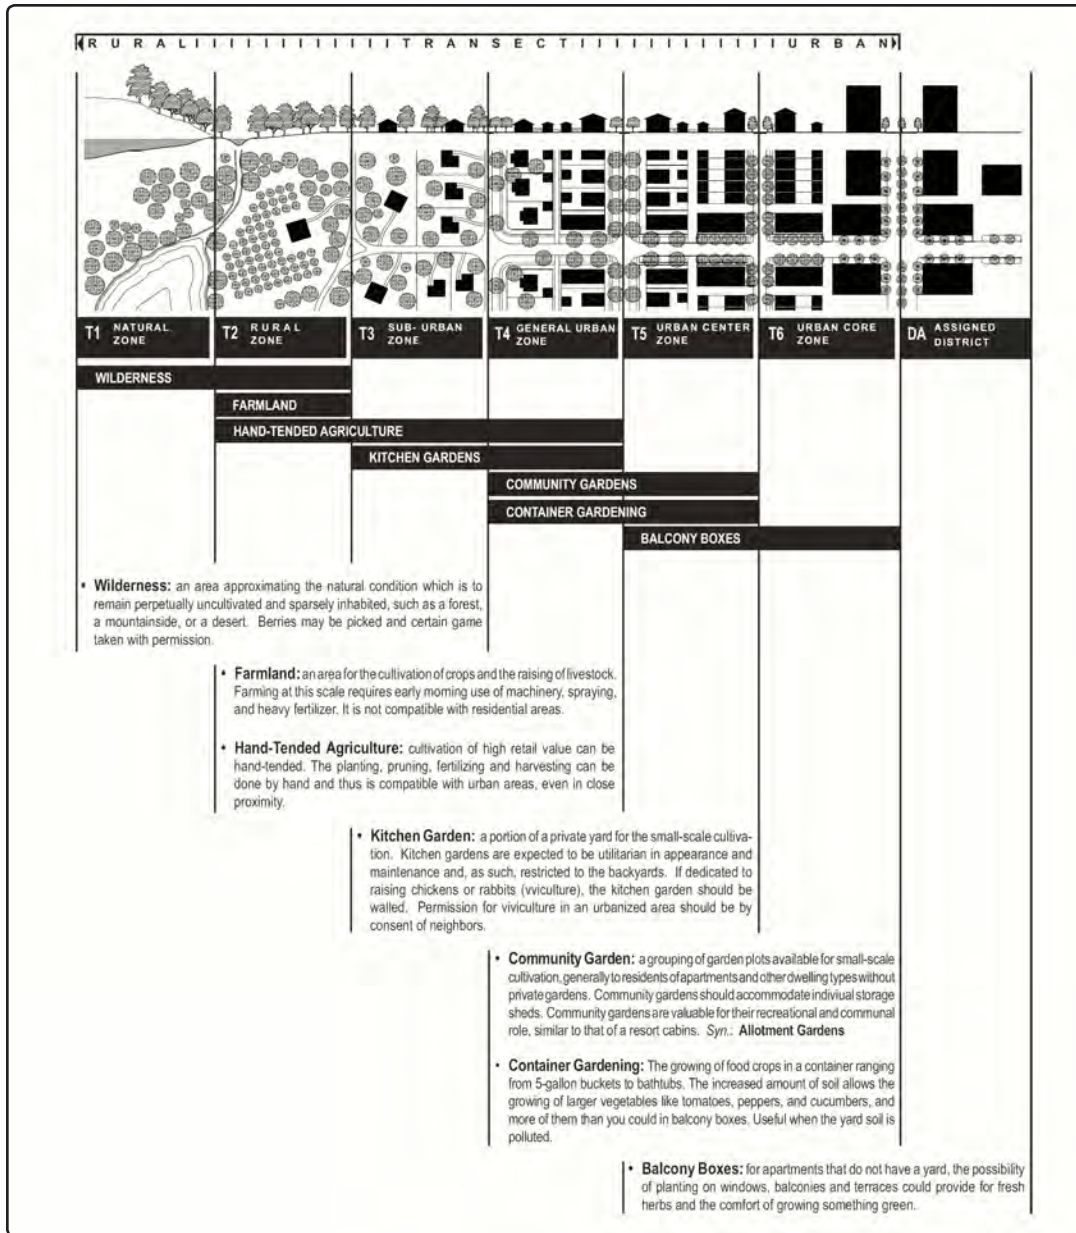 RURAL I I I I I I I I I I I I I I TRANSECT I I I I I I I I I I I I URBAN
T1 NATURAL ZONE
T2 RURAL ZONE
T3 SUB- URBAN ZONE
T4 GENERAL URBAN ZONE
T5 URBAN CENTER ZONE
T6 URBAN CORE ZONE
DA ASSIGNED DISTRICT
WILDERNESS
FARMLAND
HAND-TENDED AGRICULTURE
KITCHEN GARDENS
COMMUNITY GARDENS
CONTAINER GARDENING
BALCONY BOXES
• Wilderness: an area approximating the natural condition which is to
remain perpetually uncultivated and sparsely inhabited, such as a forest,
a mountainside, or a desert. Berries may be picked and certain game
taken with permission.
• Farmland: an area for the cultivation of crops and the raising of livestock.
Farming at this scale requires early morning use of machinery, spraying,
and heavy fertilizer. It is not compatible with residential areas.
• Hand-Tended Agriculture: cultivation of high retail value can be
hand-tended. The planting, pruning, fertilizing and harvesting can be
done by hand and thus is compatible with urban areas, even in close
proximity.
• Kitchen Garden: a portion of a private yard for the small-scale cultiva-
tion. Kitchen gardens are expected to be utilitarian in appearance and
maintenance and, as such, restricted to the backyards. If dedicated to
raising chickens or rabbits (vviculture), the kitchen garden should be
walled. Permission for viviculture in an urbanized area should be by
consent of neighbors.
• Community Garden: a grouping of garden plots available for small-scale
cultivation, generally to residents of apartments and other dwelling types without
private gardens. Community gardens should accommodate indiviual storage
sheds. Community gardens are valuable for their recreational and communal
role, similar to that of a resort cabins. Syn.: Allotment Gardens
• Container Gardening: The growing of food crops in a container ranging
from 5-gallon buckets to bathtubs. The increased amount of soil allows the
growing of larger vegetables like tomatoes, peppers, and cucumbers, and
more of them than you could in balcony boxes. Useful when the yard soil is
polluted.
• Balcony Boxes: for apartments that do not have a yard, the possibility
of planting on windows, balconies and terraces could provide for fresh
herbs and the comfort of growing something green.